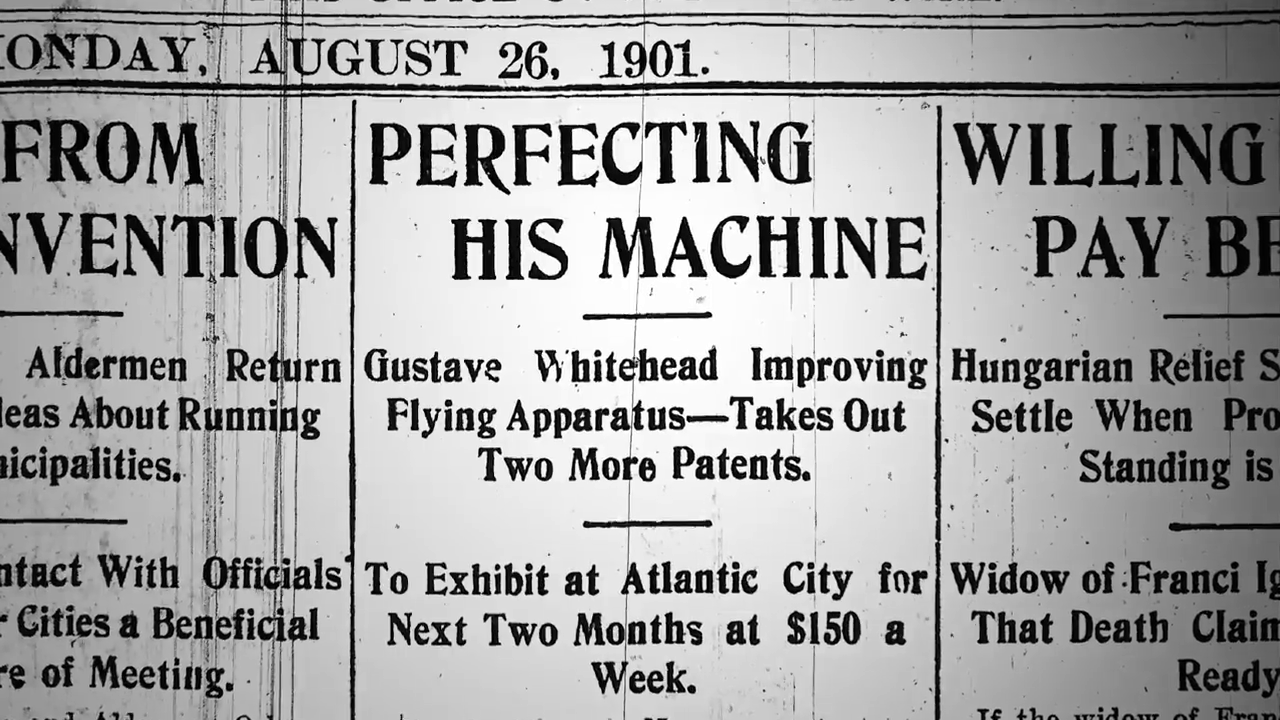 MONDAY, AUGUST 26, 1901.
FROM
NVENTION
Aldermen Return
deas About Running
nicipalities.
ntact With Officials
r Cities a Beneficial
re of Meeting.
PERFECTING
HIS MACHINE
Gustave Whitehead Improving
Flying Apparatus—Takes Out
Two More Patents.
To Exhibit at Atlantic City for
Next Two Months at $150 a
Week.
WILLING
PAY BE
Hungarian Relief S
Settle When Pro
Standing is
Widow of Franci Ig
That Death Claim
Ready
If the widow of Fran